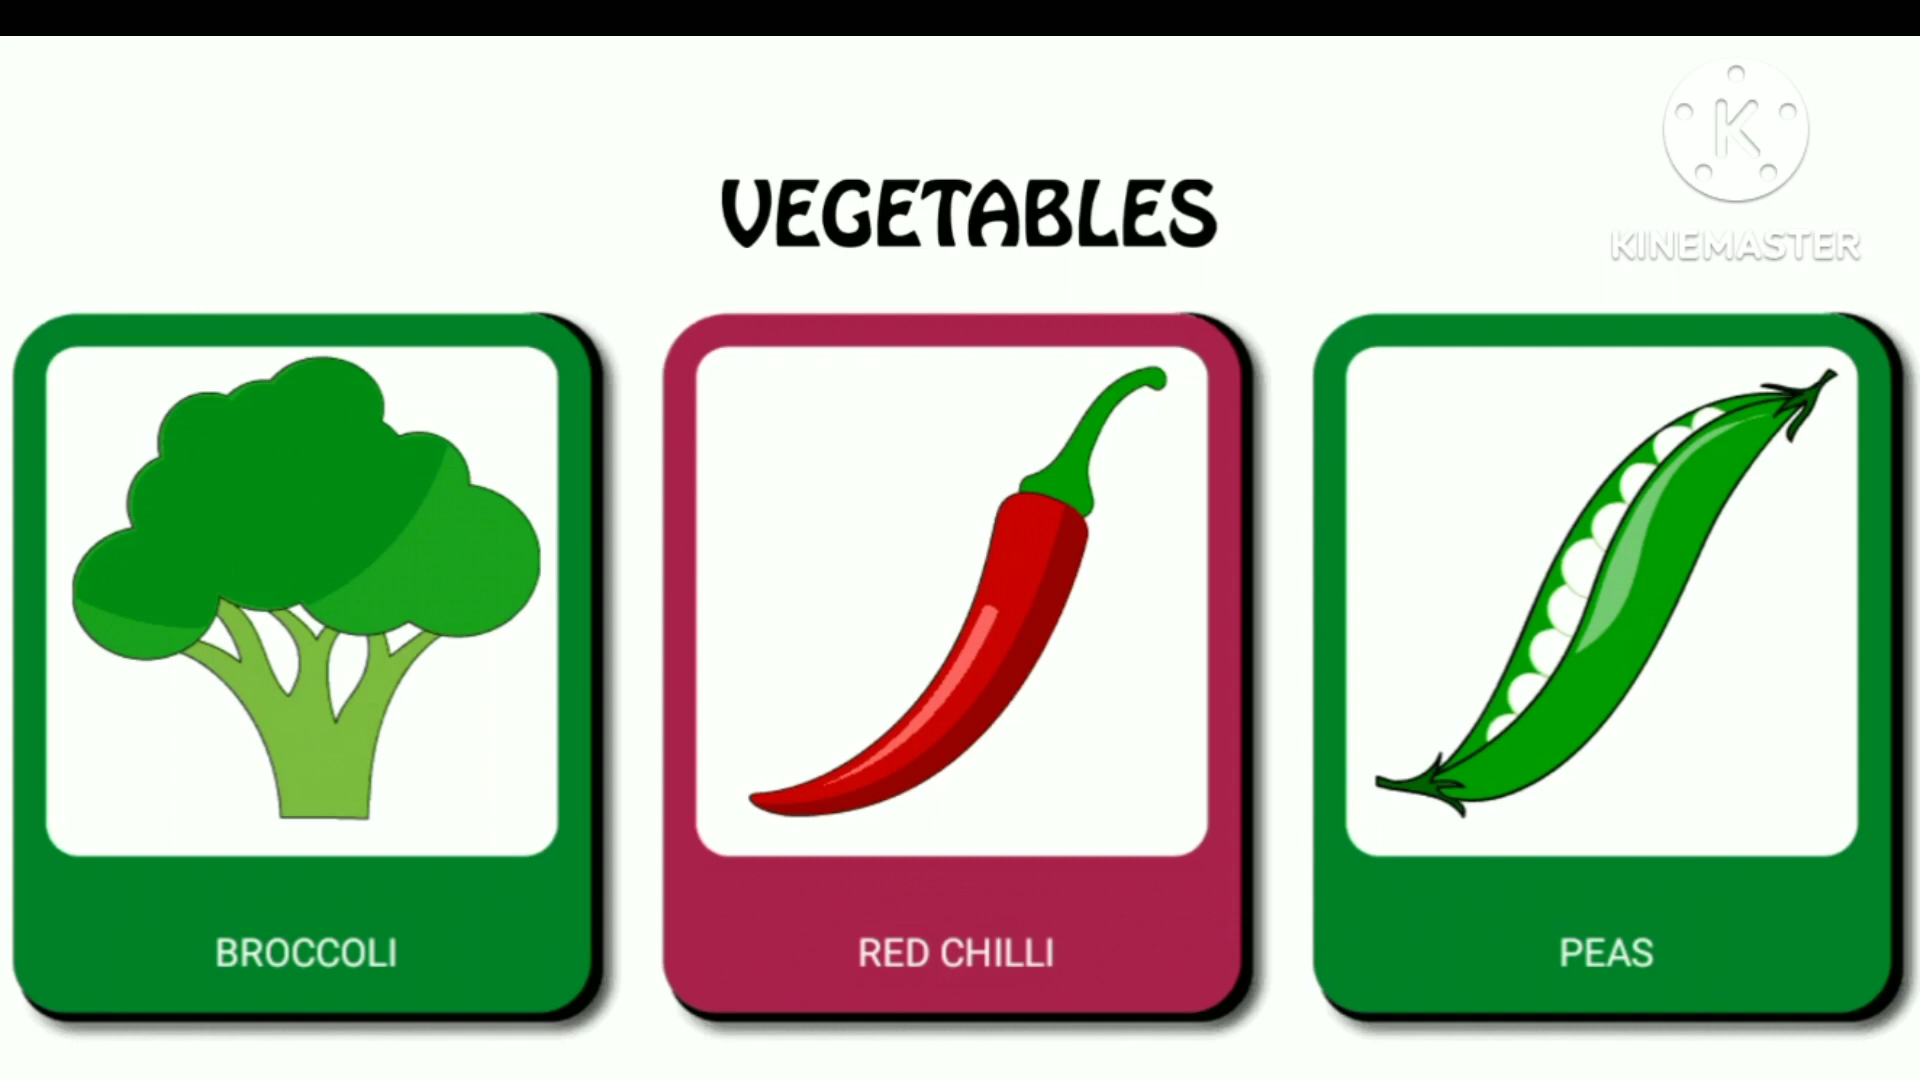 K
KINEMASTER
VEGETABLES
BROCCOLI
RED CHILLI
PEAS